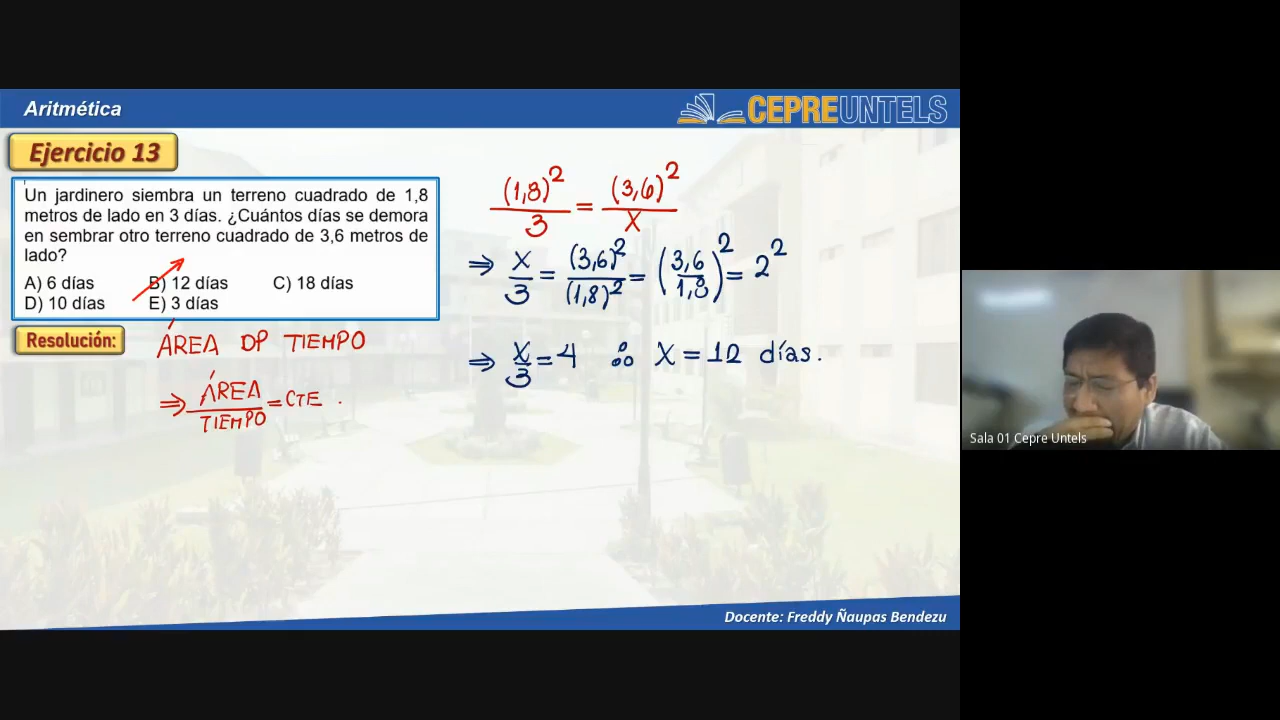 Aritmética
CEPREUNTELS
Ejercicio 13
Un jardinero siembra un terreno cuadrado de 1,8
metros de lado en 3 días. ¿Cuántos días se demora
en sembrar otro terreno cuadrado de 3,6 metros de
lado?
A) 6 días B) 12 días C) 18 días
D) 10 días E) 3 días
Resolución:
ÁREA DP TIEMPO
⇒ ÁREA/TIEMPO = CTE.
(1,8)²/3 = (3,6)²/x
⇒ x/3 = (3,6)²/(1,8)² = (3,6/1,8)² = 2²
⇒ x/3 = 4 ∴ x = 12 días.
Sala 01 Cepre Untels
Docente: Freddy Ñaupas Bendezu